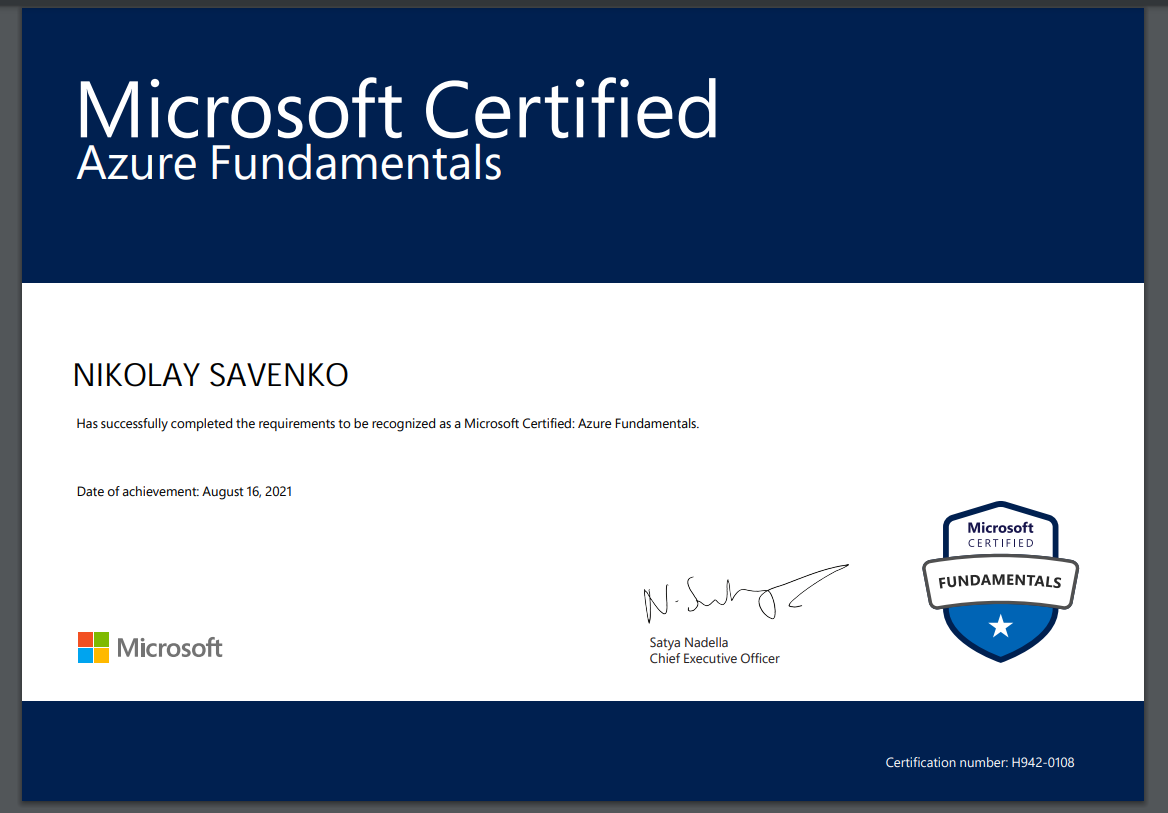 Microsoft Certified
Azure Fundamentals
NIKOLAY SAVENKO
Has successfully completed the requirements to be recognized as a Microsoft Certified: Azure Fundamentals.
Date of achievement: August 16, 2021
Microsoft
CERTIFIED
FUNDAMENTALS
Satya Nadella
Chief Executive Officer
Microsoft
Certification number: H942-0108